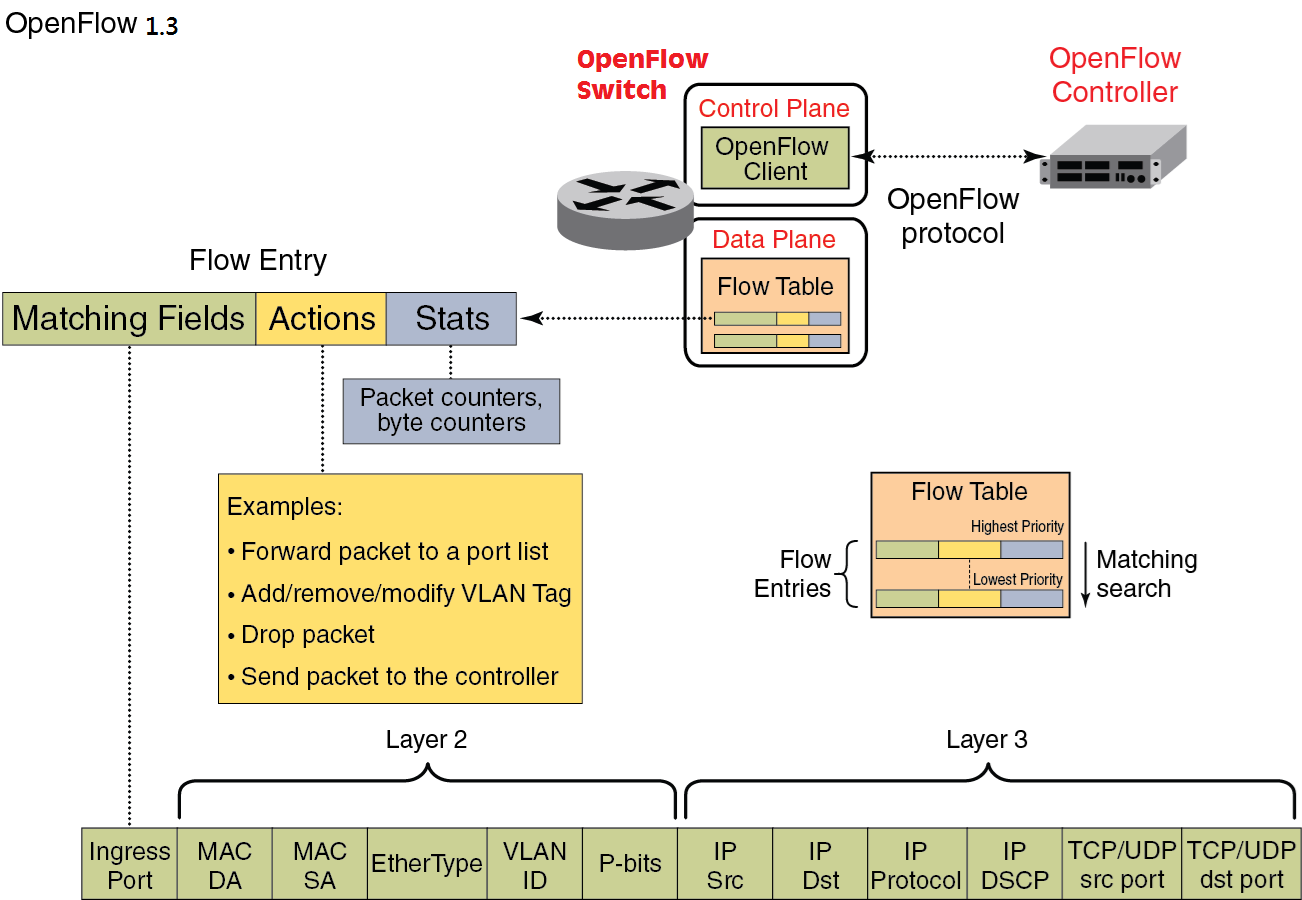 OpenFlow 1.3
OpenFlow
Switch
OpenFlow
Controller
Control Plane
OpenFlow
Client
OpenFlow
protocol
Data Plane
Flow Table
Flow Entry
Matching Fields
Actions
Stats
Packet counters,
byte counters
Examples:
• Forward packet to a port list
• Add/remove/modify VLAN Tag
• Drop packet
• Send packet to the controller
Flow Table
Highest Priority
Flow
Entries
Lowest Priority
Matching
search
Layer 2
Layer 3
Ingress
Port
MAC
DA
MAC
SA
EtherType
VLAN
ID
P-bits
IP
Src
IP
Dst
IP
Protocol
IP
DSCP
TCP/UDP
src port
TCP/UDP
dst port